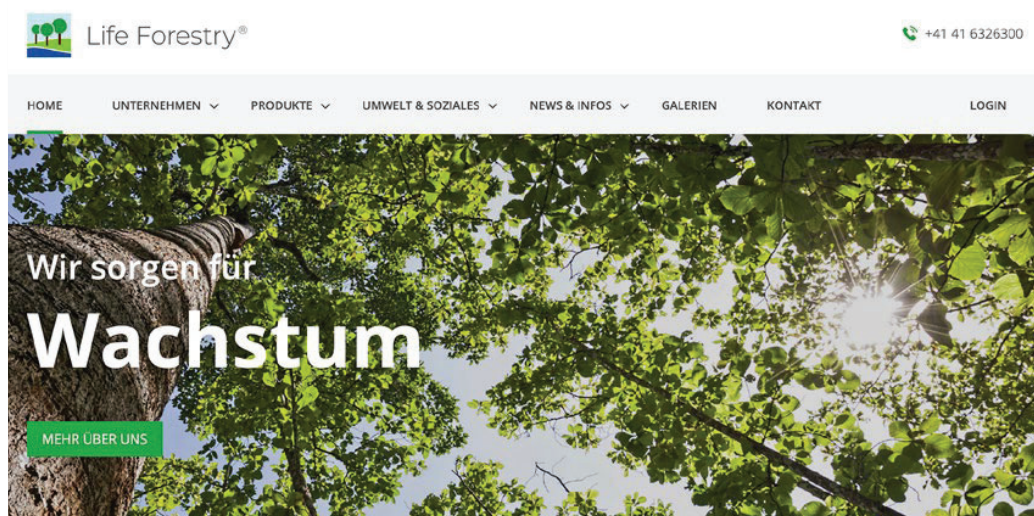 Life Forestry®
+41 41 6326300
HOME UNTERNEHMEN PRODUKTE UMWELT & SOZIALES NEWS & INFOS GALERIEN KONTAKT LOGIN
Wir sorgen für
Wachstum
MEHR ÜBER UNS